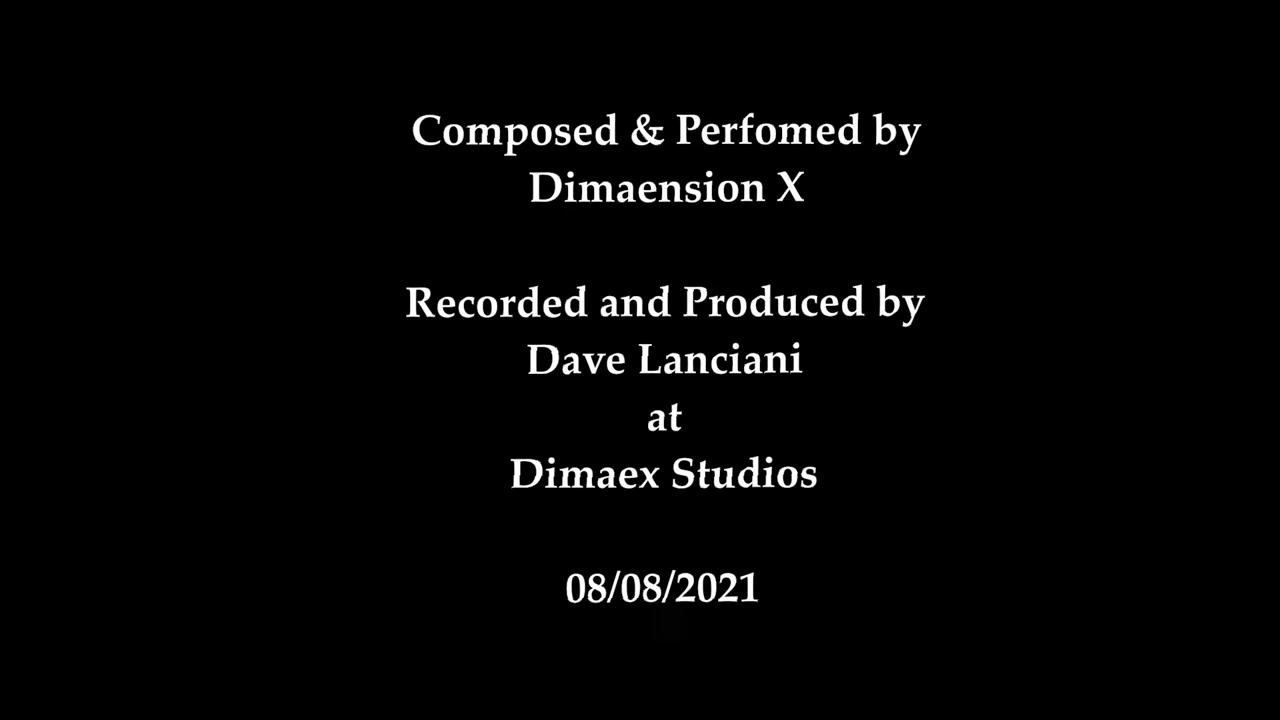 Composed & Perfomed by
Dimaension X
Recorded and Produced by
Dave Lanciani
at
Dimaex Studios
08/08/2021